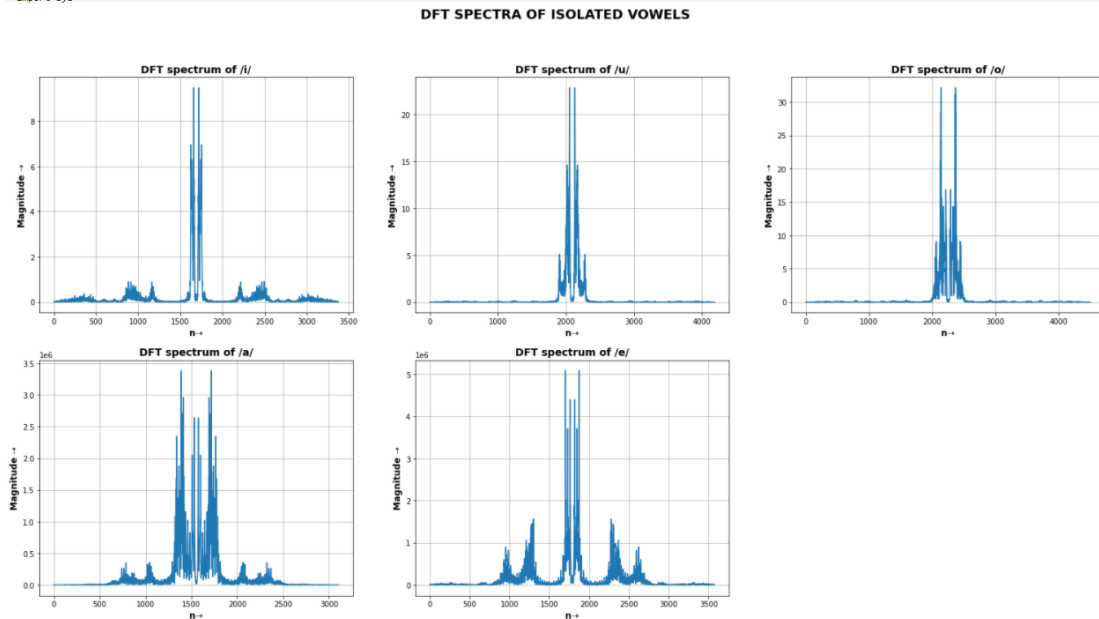 DFT SPECTRA OF ISOLATED VOWELS
DFT spectrum of /i/
Magnitude →
8
6
4
2
0
0 500 1000 1500 2000 2500 3000 3500
n→
DFT spectrum of /u/
Magnitude →
20
15
10
5
0
0 1000 2000 3000 4000
n→
DFT spectrum of /o/
Magnitude →
30
25
20
15
10
5
0
0 1000 2000 3000 4000
n→
DFT spectrum of /a/
1e6
Magnitude →
3.5
3.0
2.5
2.0
1.5
1.0
0.5
0.0
0 500 1000 1500 2000 2500 3000
n→
DFT spectrum of /e/
1e6
Magnitude →
5
4
3
2
1
0
0 500 1000 1500 2000 2500 3000 3500
n→